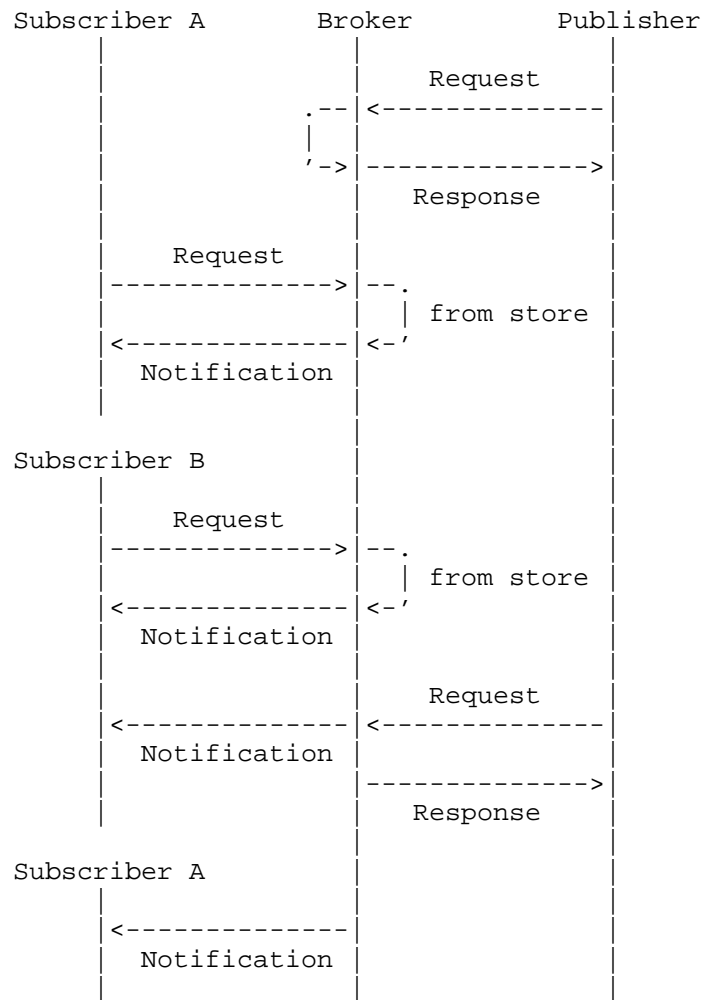 Subscriber A Broker Publisher
Request
Response
Request
from store
Notification
Subscriber B
Request
from store
Notification
Request
Notification
Response
Subscriber A
Notification